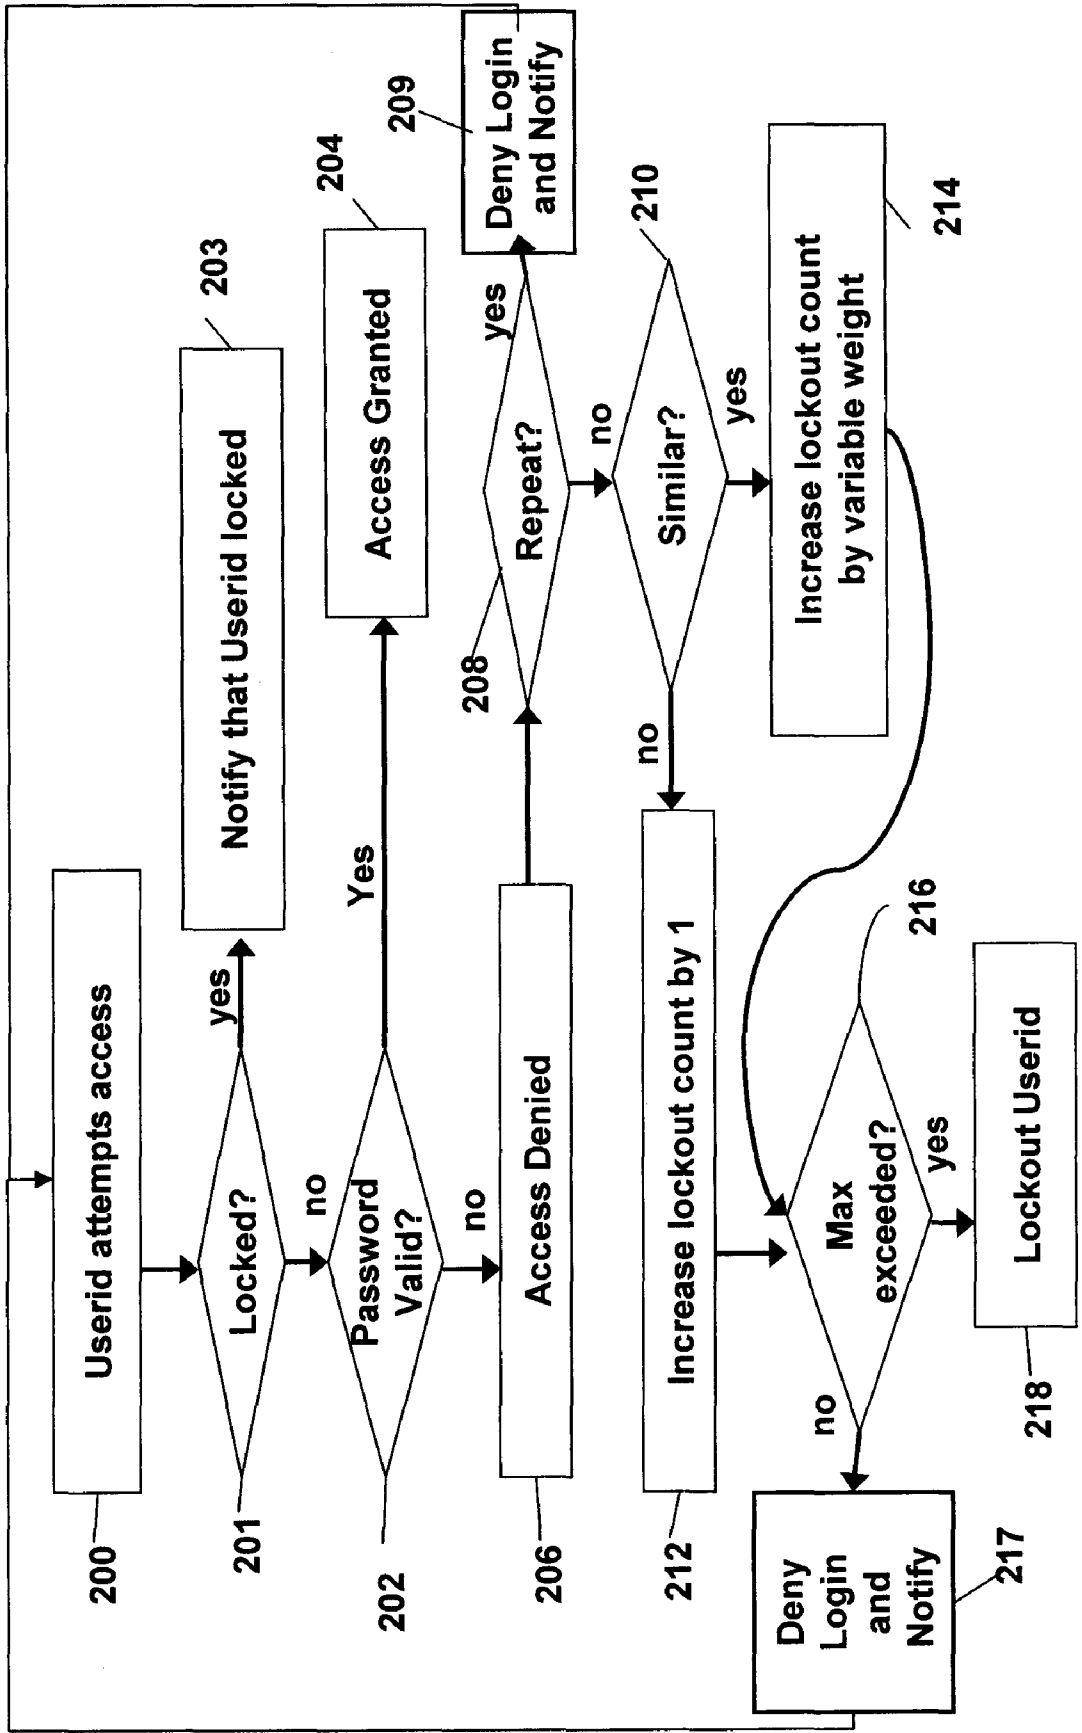 200
Userid attempts access
201
Locked?
yes
203
Notify that Userid locked
no
202
Password
Valid?
Yes
204
Access Granted
no
206
Access Denied
208
Repeat?
yes
209
Deny Login
and Notify
no
210
Similar?
no
yes
212
Increase lockout count by 1
214
Increase lockout count
by variable weight
216
Max
exceeded?
no
217
Deny
Login
and
Notify
yes
218
Lockout Userid